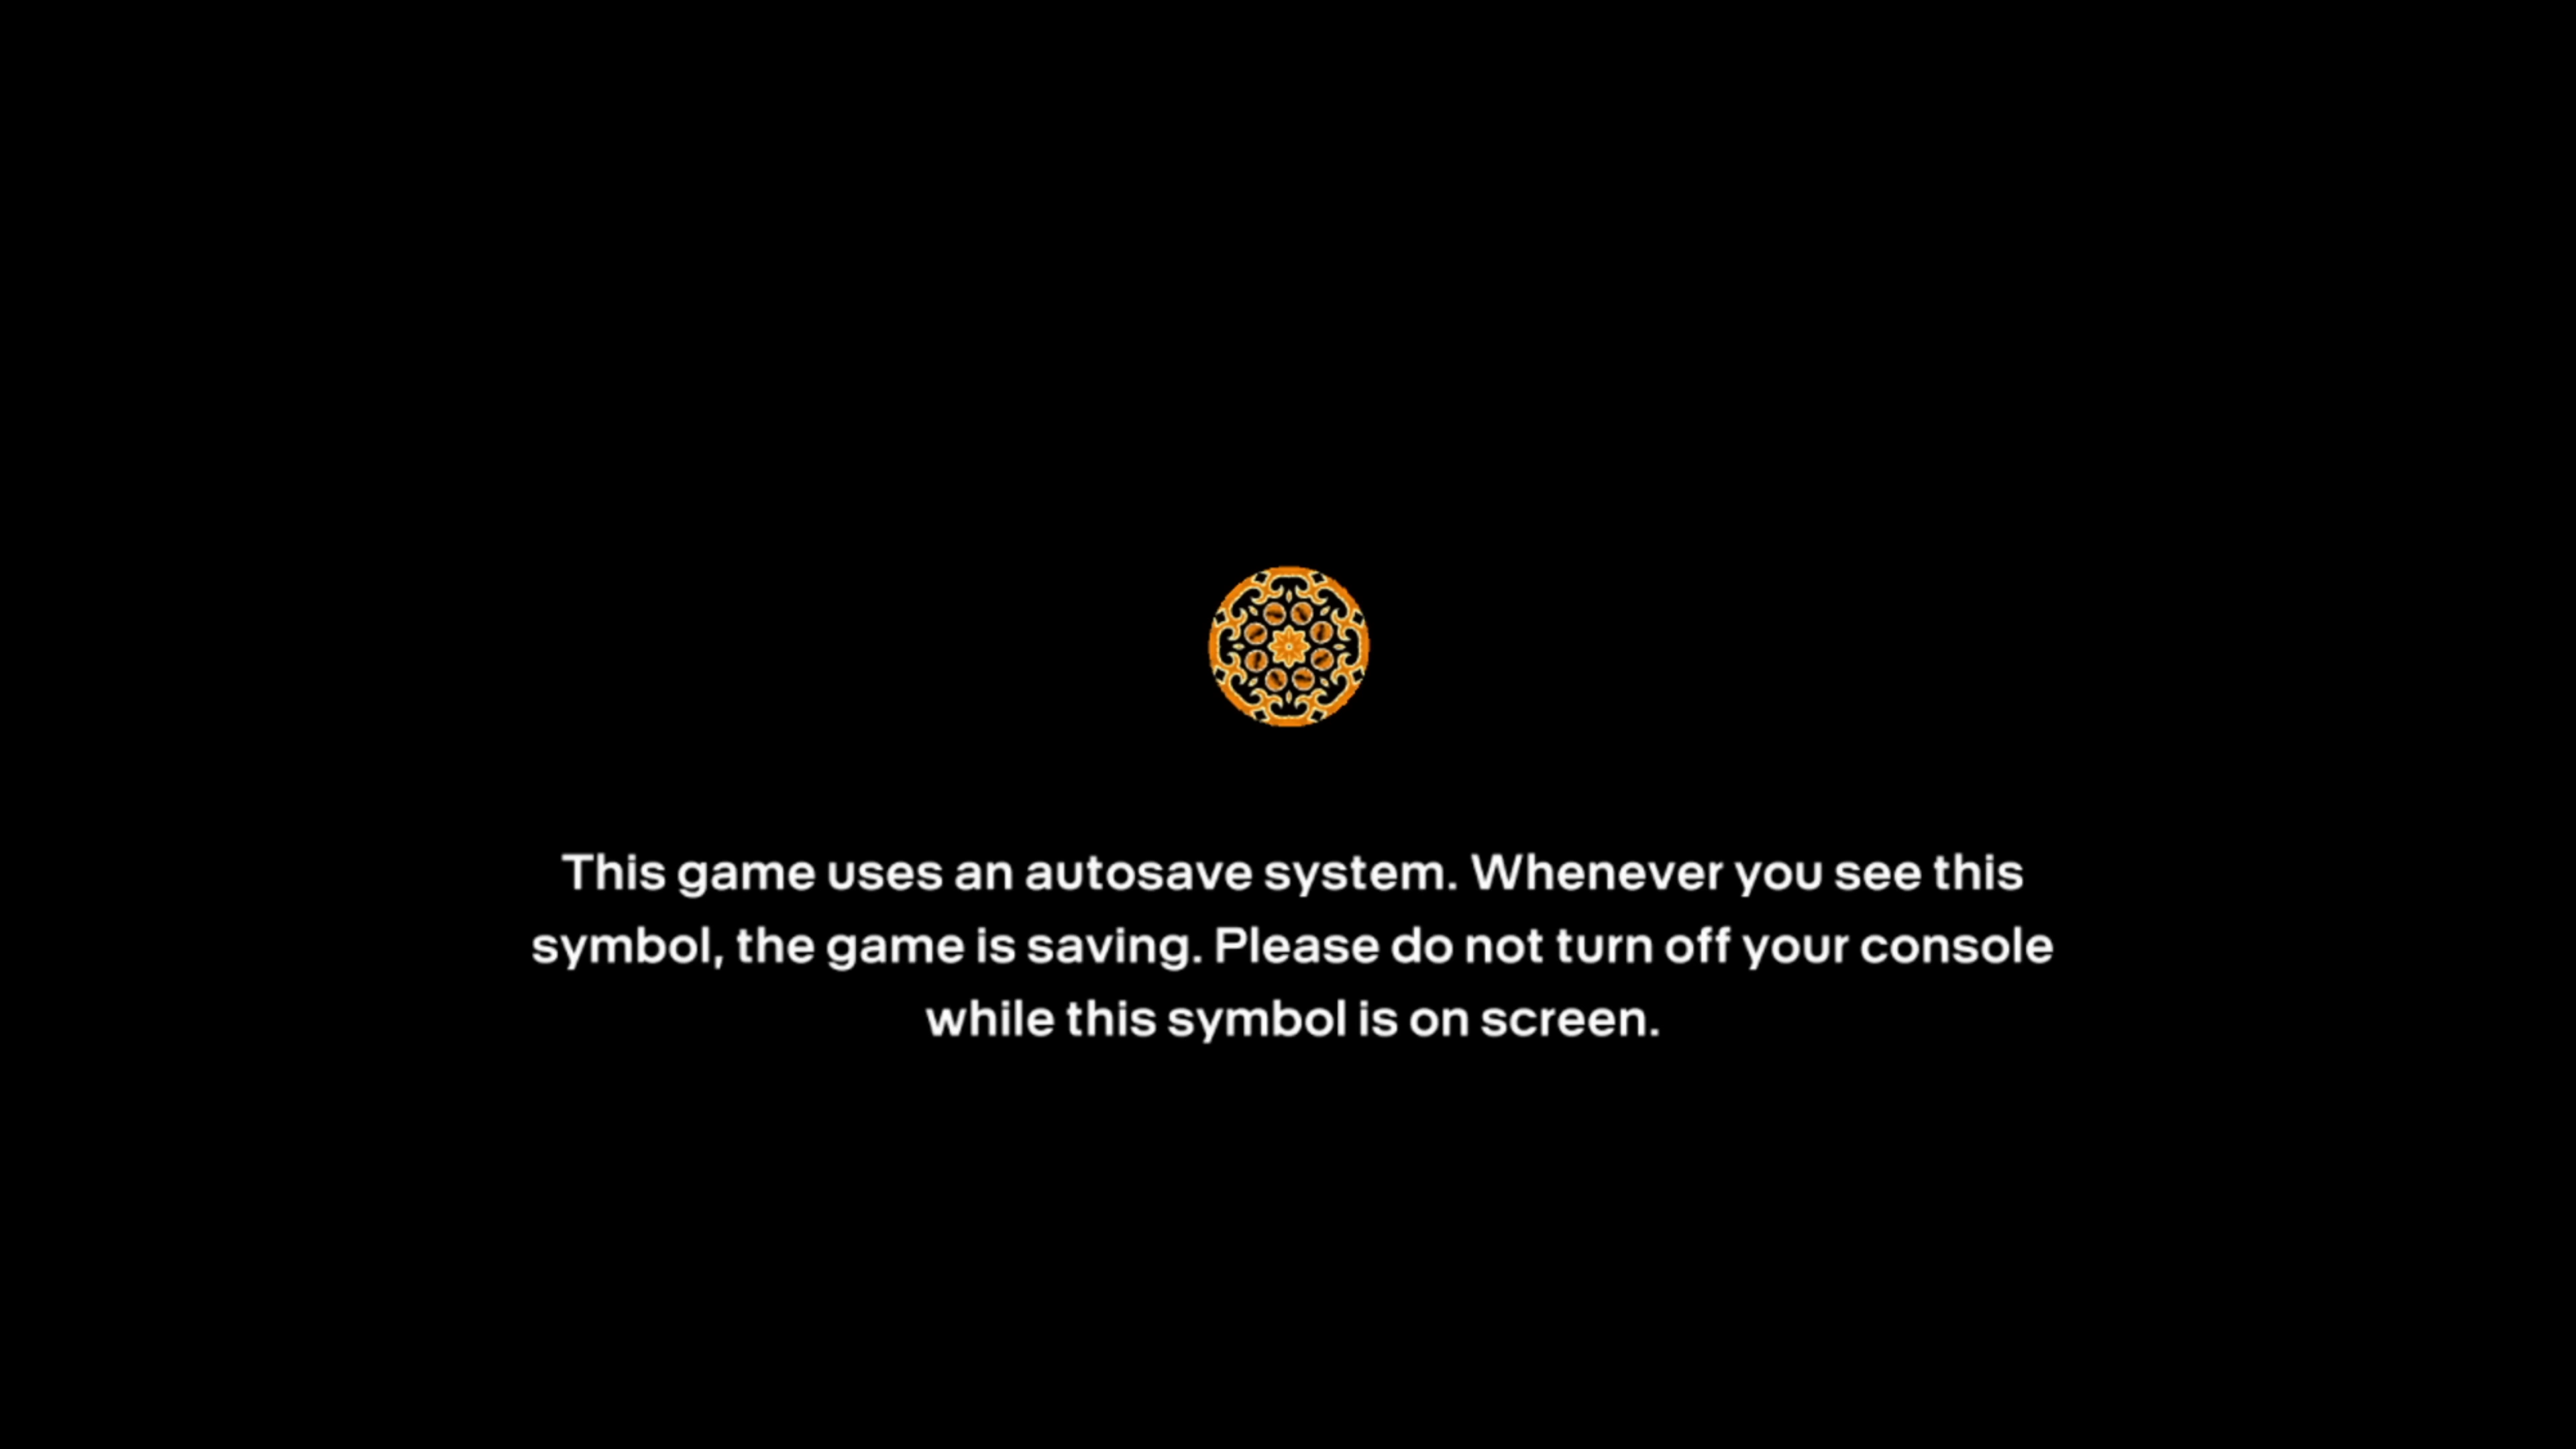 This game uses an autosave system. Whenever you see this
symbol, the game is saving. Please do not turn off your console
while this symbol is on screen.